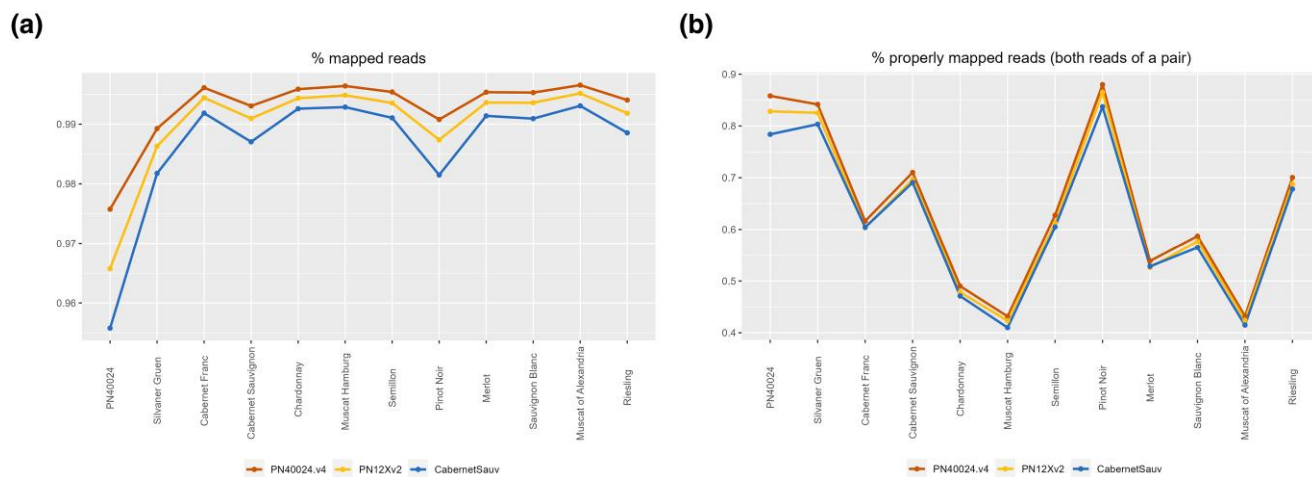 (a)
% mapped reads
0.99
0.98
0.97
0.96
PN40024
Silvaner Gruen
Cabernet Franc
Cabernet Sauvignon
Chardonnay
Muscat Hamburg
Semillon
Pinot Noir
Merlot
Sauvignon Blanc
Muscat of Alexandria
Riesling
PN40024.v4 PN12Xv2 CabernetSauv
(b)
% properly mapped reads (both reads of a pair)
0.9
0.8
0.7
0.6
0.5
0.4
PN40024
Silvaner Gruen
Cabernet Franc
Cabernet Sauvignon
Chardonnay
Muscat Hamburg
Semillon
Pinot Noir
Merlot
Sauvignon Blanc
Muscat of Alexandria
Riesling
PN40024.v4 PN12Xv2 CabernetSauv